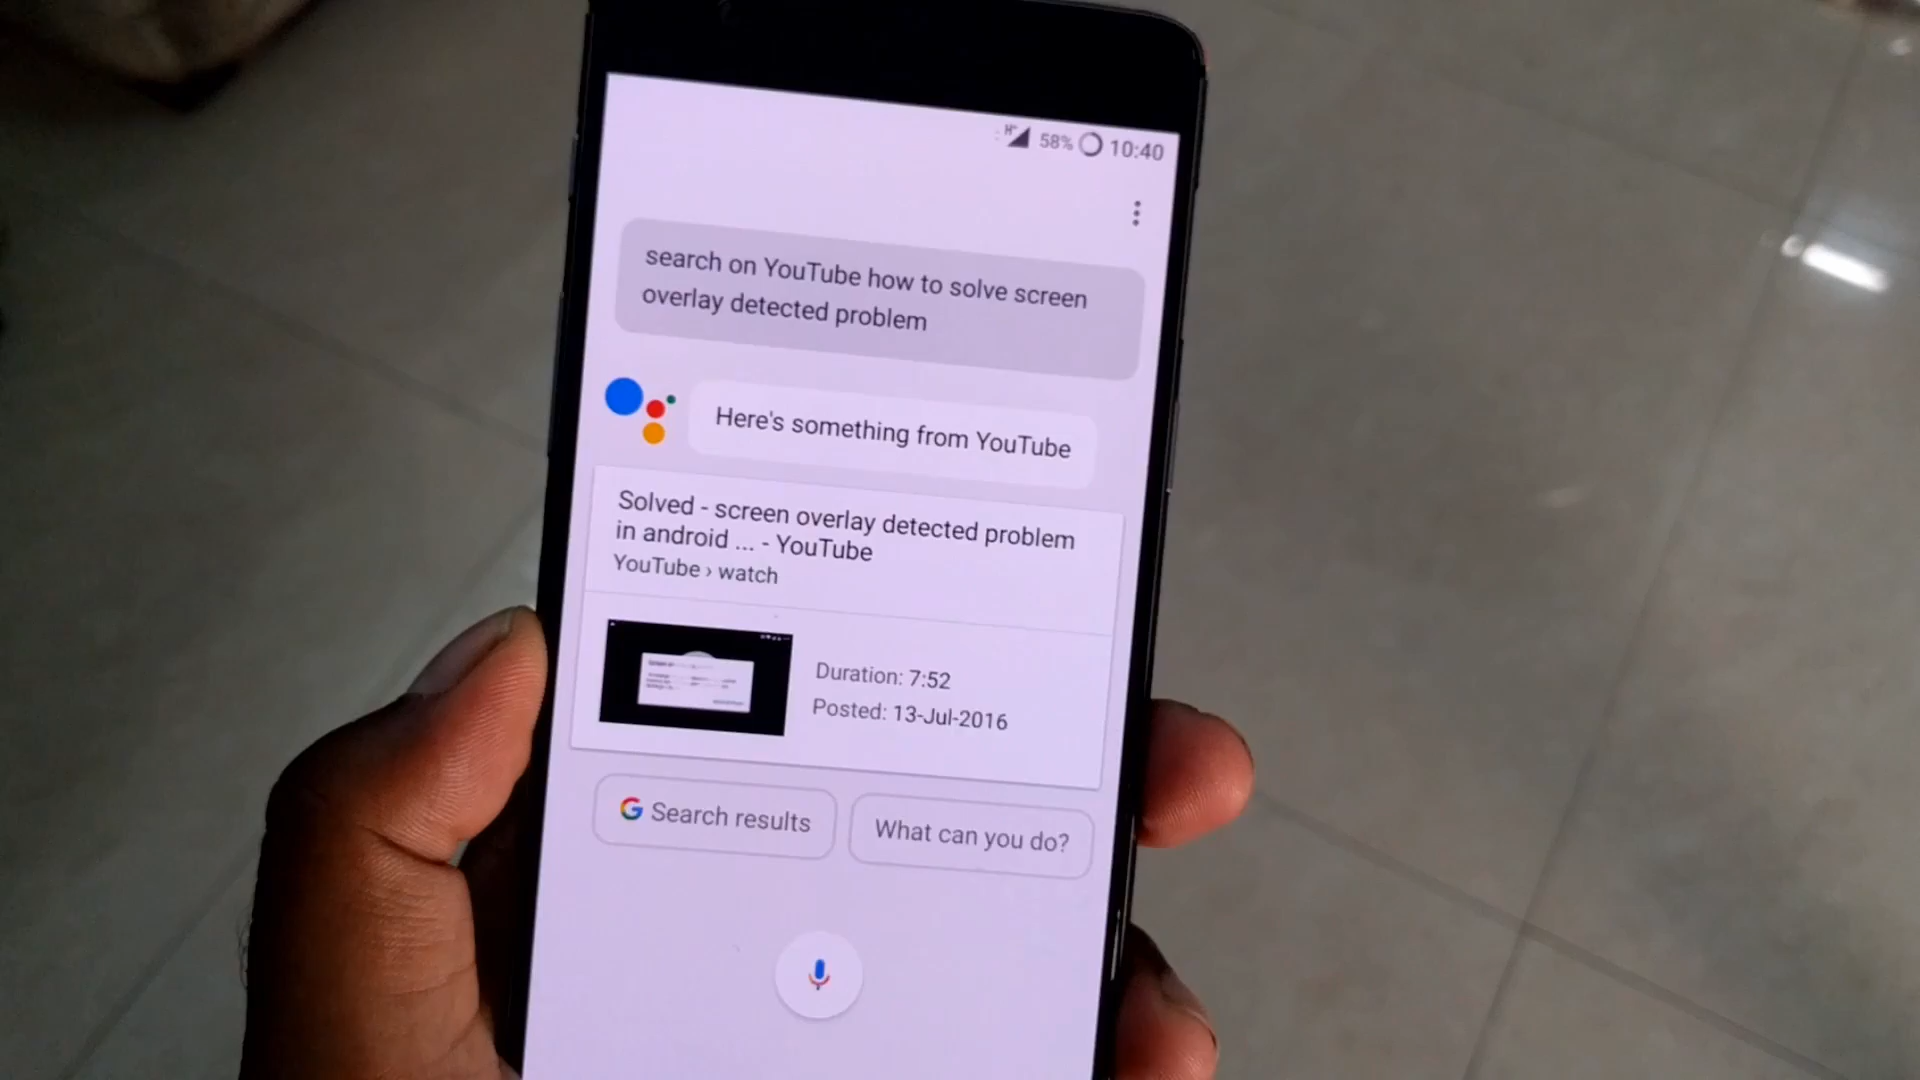 H+ 58% 10:40
search on YouTube how to solve screen
overlay detected problem
Here's something from YouTube
Solved - screen overlay detected problem
in android ... - YouTube
YouTube › watch
Duration: 7:52
Posted: 13-Jul-2016
G Search results
What can you do?